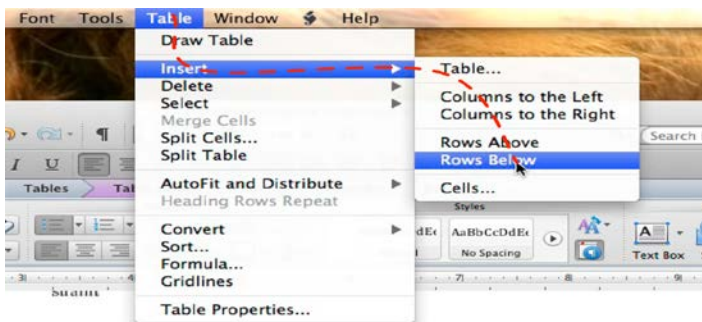 Font Tools Table Window Help
Draw Table
Insert
Delete
Select
Merge Cells
Split Cells...
Split Table
AutoFit and Distribute
Heading Rows Repeat
Convert
Sort...
Formula...
Gridlines
Table Properties...
Table...
Columns to the Left
Columns to the Right
Rows Above
Rows Below
Cells...
Search
I U
Tables
Styles
AaBbCcDdEe
No Spacing
A
Text Box